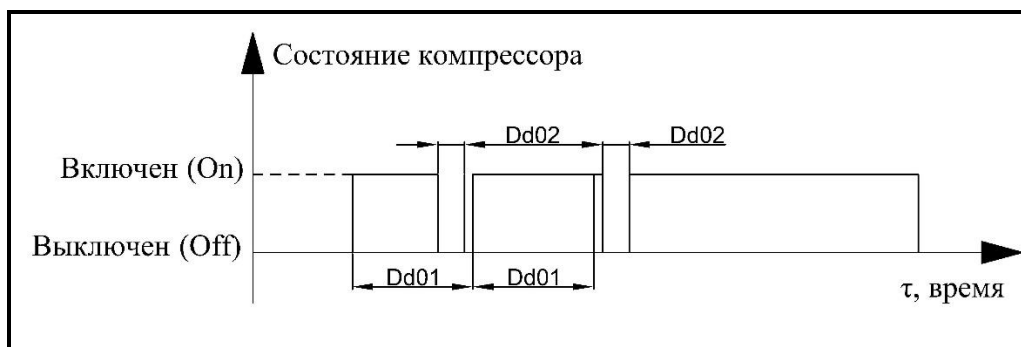 Состояние компрессора
Dd02 Dd02
Включен (On)
Выключен (Off)
Dd01 Dd01
τ, время